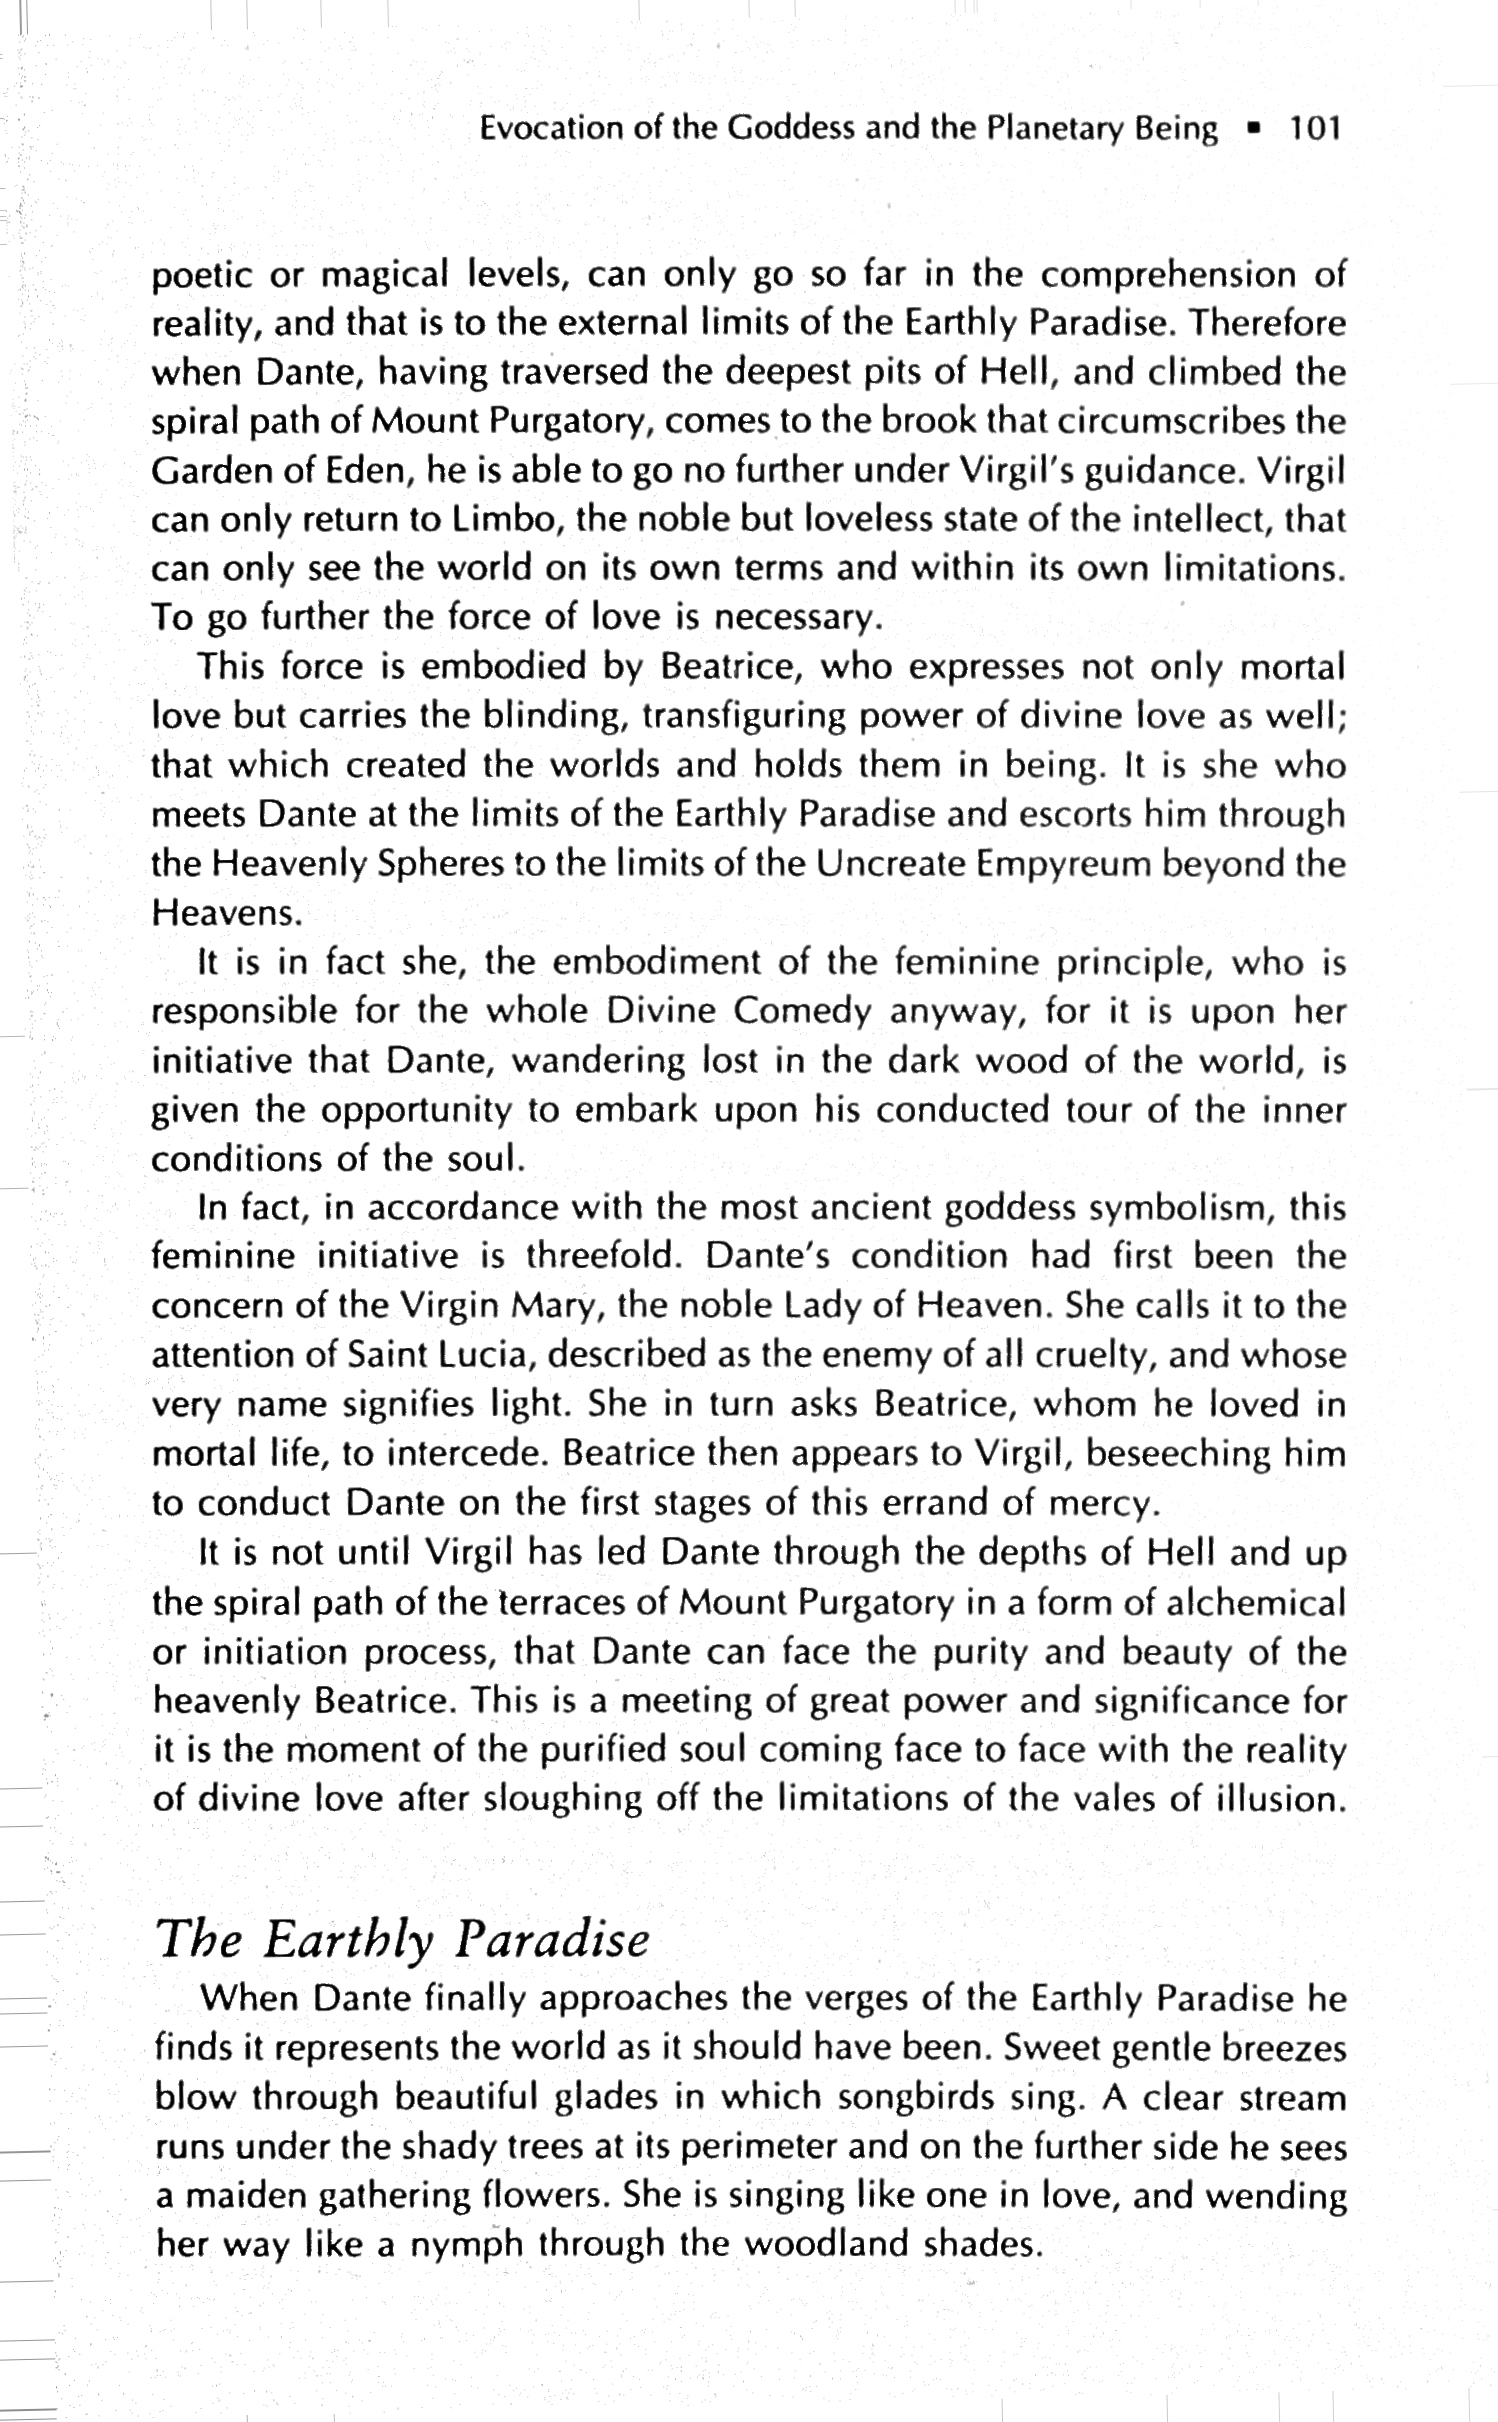 Evocation of the Goddess and the Planetary Being ▪ 101
poetic or magical levels, can only go so far in the comprehension of
reality, and that is to the external limits of the Earthly Paradise. Therefore
when Dante, having traversed the deepest pits of Hell, and climbed the
spiral path of Mount Purgatory, comes to the brook that circumscribes the
Garden of Eden, he is able to go no further under Virgil's guidance. Virgil
can only return to Limbo, the noble but loveless state of the intellect, that
can only see the world on its own terms and within its own limitations.
To go further the force of love is necessary.
This force is embodied by Beatrice, who expresses not only mortal
love but carries the blinding, transfiguring power of divine love as well;
that which created the worlds and holds them in being. It is she who
meets Dante at the limits of the Earthly Paradise and escorts him through
the Heavenly Spheres to the limits of the Uncreate Empyreum beyond the
Heavens.
It is in fact she, the embodiment of the feminine principle, who is
responsible for the whole Divine Comedy anyway, for it is upon her
initiative that Dante, wandering lost in the dark wood of the world, is
given the opportunity to embark upon his conducted tour of the inner
conditions of the soul.
In fact, in accordance with the most ancient goddess symbolism, this
feminine initiative is threefold. Dante's condition had first been the
concern of the Virgin Mary, the noble Lady of Heaven. She calls it to the
attention of Saint Lucia, described as the enemy of all cruelty, and whose
very name signifies light. She in turn asks Beatrice, whom he loved in
mortal life, to intercede. Beatrice then appears to Virgil, beseeching him
to conduct Dante on the first stages of this errand of mercy.
It is not until Virgil has led Dante through the depths of Hell and up
the spiral path of the terraces of Mount Purgatory in a form of alchemical
or initiation process, that Dante can face the purity and beauty of the
heavenly Beatrice. This is a meeting of great power and significance for
it is the moment of the purified soul coming face to face with the reality
of divine love after sloughing off the limitations of the vales of illusion.
The Earthly Paradise
When Dante finally approaches the verges of the Earthly Paradise he
finds it represents the world as it should have been. Sweet gentle breezes
blow through beautiful glades in which songbirds sing. A clear stream
runs under the shady trees at its perimeter and on the further side he sees
a maiden gathering flowers. She is singing like one in love, and wending
her way like a nymph through the woodland shades.